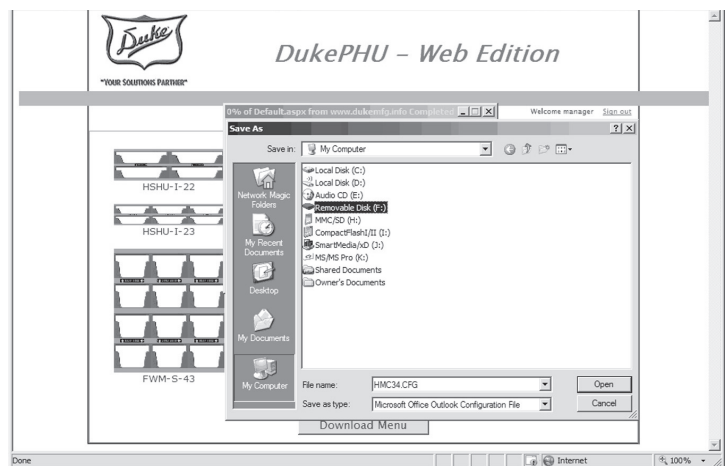 Duke
"YOUR SOLUTIONS PARTNER"
DukePHU – Web Edition
0% of Default.aspx from www.dukemfg.info Completed
Welcome manager Sign out
Save As
Save in: My Computer
HSHU-I-22
HSHU-I-23
FWM-S-43
Network Magic
Folders
My Recent
Documents
Desktop
My Documents
My Computer
Local Disk (C:)
Local Disk (D:)
Audio CD (E:)
Removable Disk (F:)
MMC/SD (H:)
CompactFlashI/II (I:)
SmartMedia/xD (J:)
MS/MS Pro (K:)
Shared Documents
Owner's Documents
File name: HMC34.CFG Open
Save as type: Microsoft Office Outlook Configuration File Cancel
Download Menu
Done Internet 100%